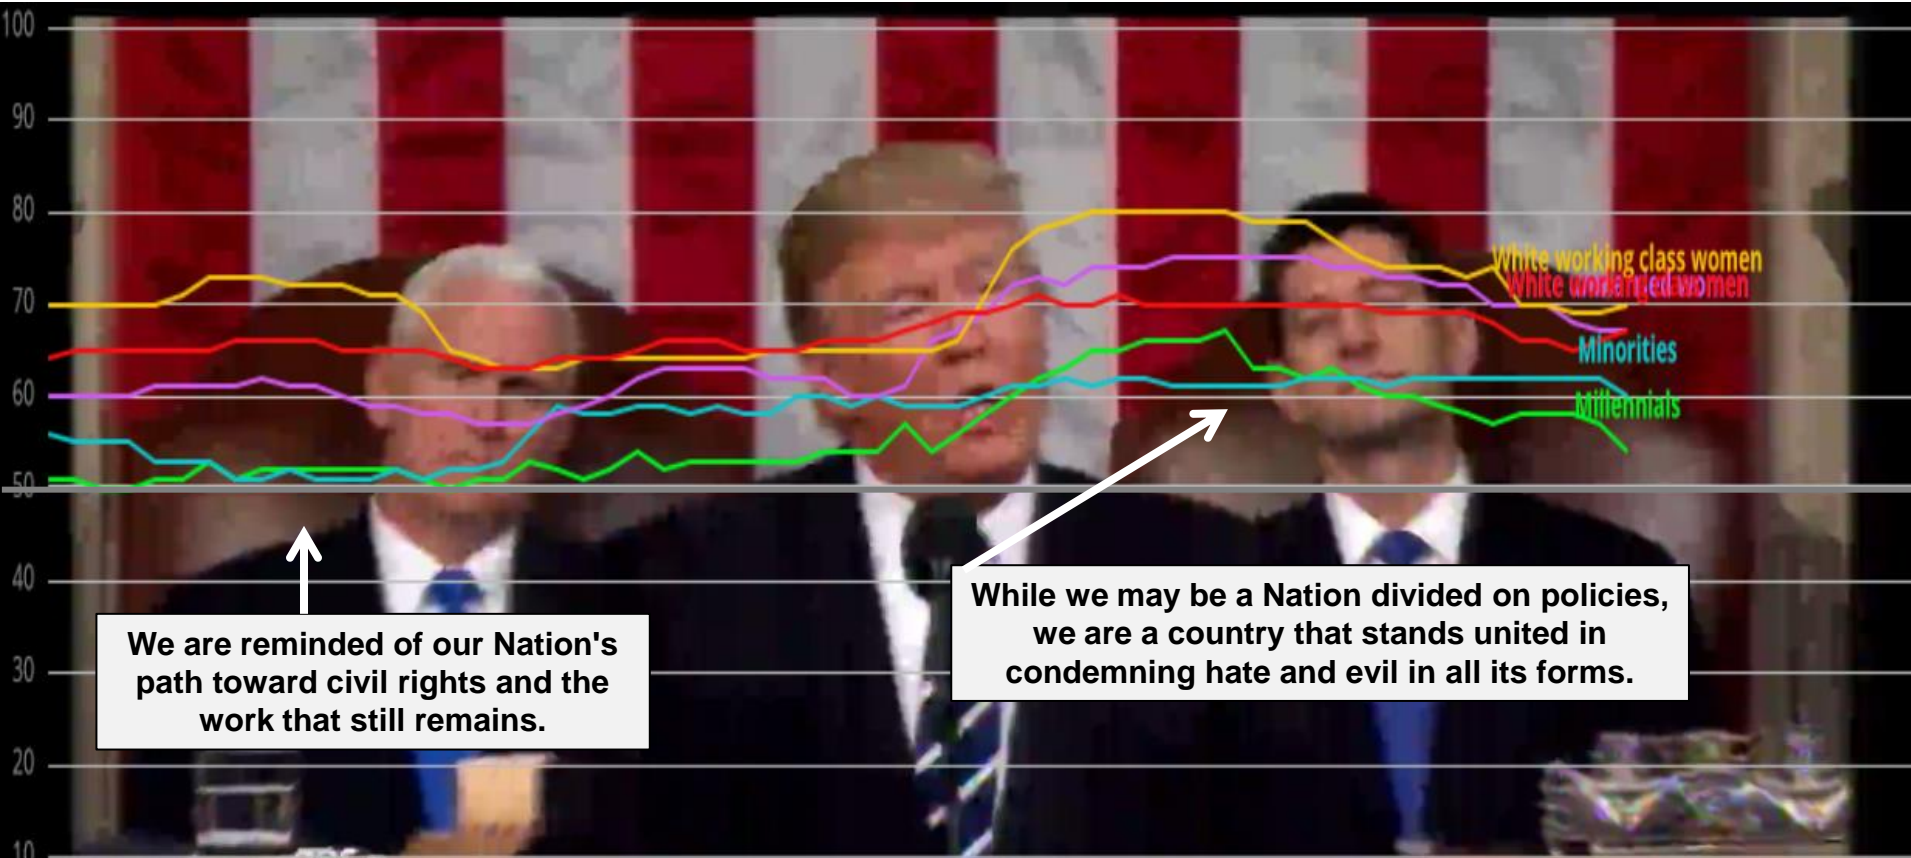 100
90
80
70
60
50
40
30
20
10
White working class women
Minorities
Millennials
We are reminded of our Nation's
path toward civil rights and the
work that still remains.
While we may be a Nation divided on policies,
we are a country that stands united in
condemning hate and evil in all its forms.